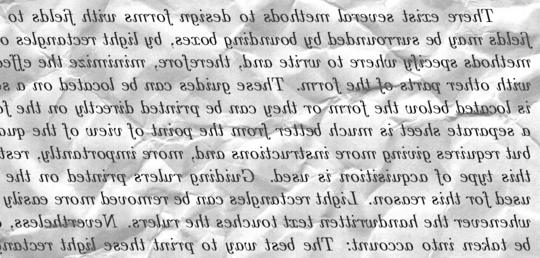 There exist several methods to design forms with fields to
fields may be surrounded by bounding boxes, by light rectangles o
methods specify where to write and, therefore, minimize the effec
with other parts of the form. These guides can be located on a se
is located below the form or they can be printed directly on the fo
a separate sheet is much better from the point of view of the qua
but requires giving more instructions and, more importantly, rest
this type of acquisition is used. Guiding rulers printed on the
used for this reason. Light rectangles can be removed more easily
whenever the handwritten text touches the rulers. Nevertheless,
be taken into account: The best way to print these light rectang